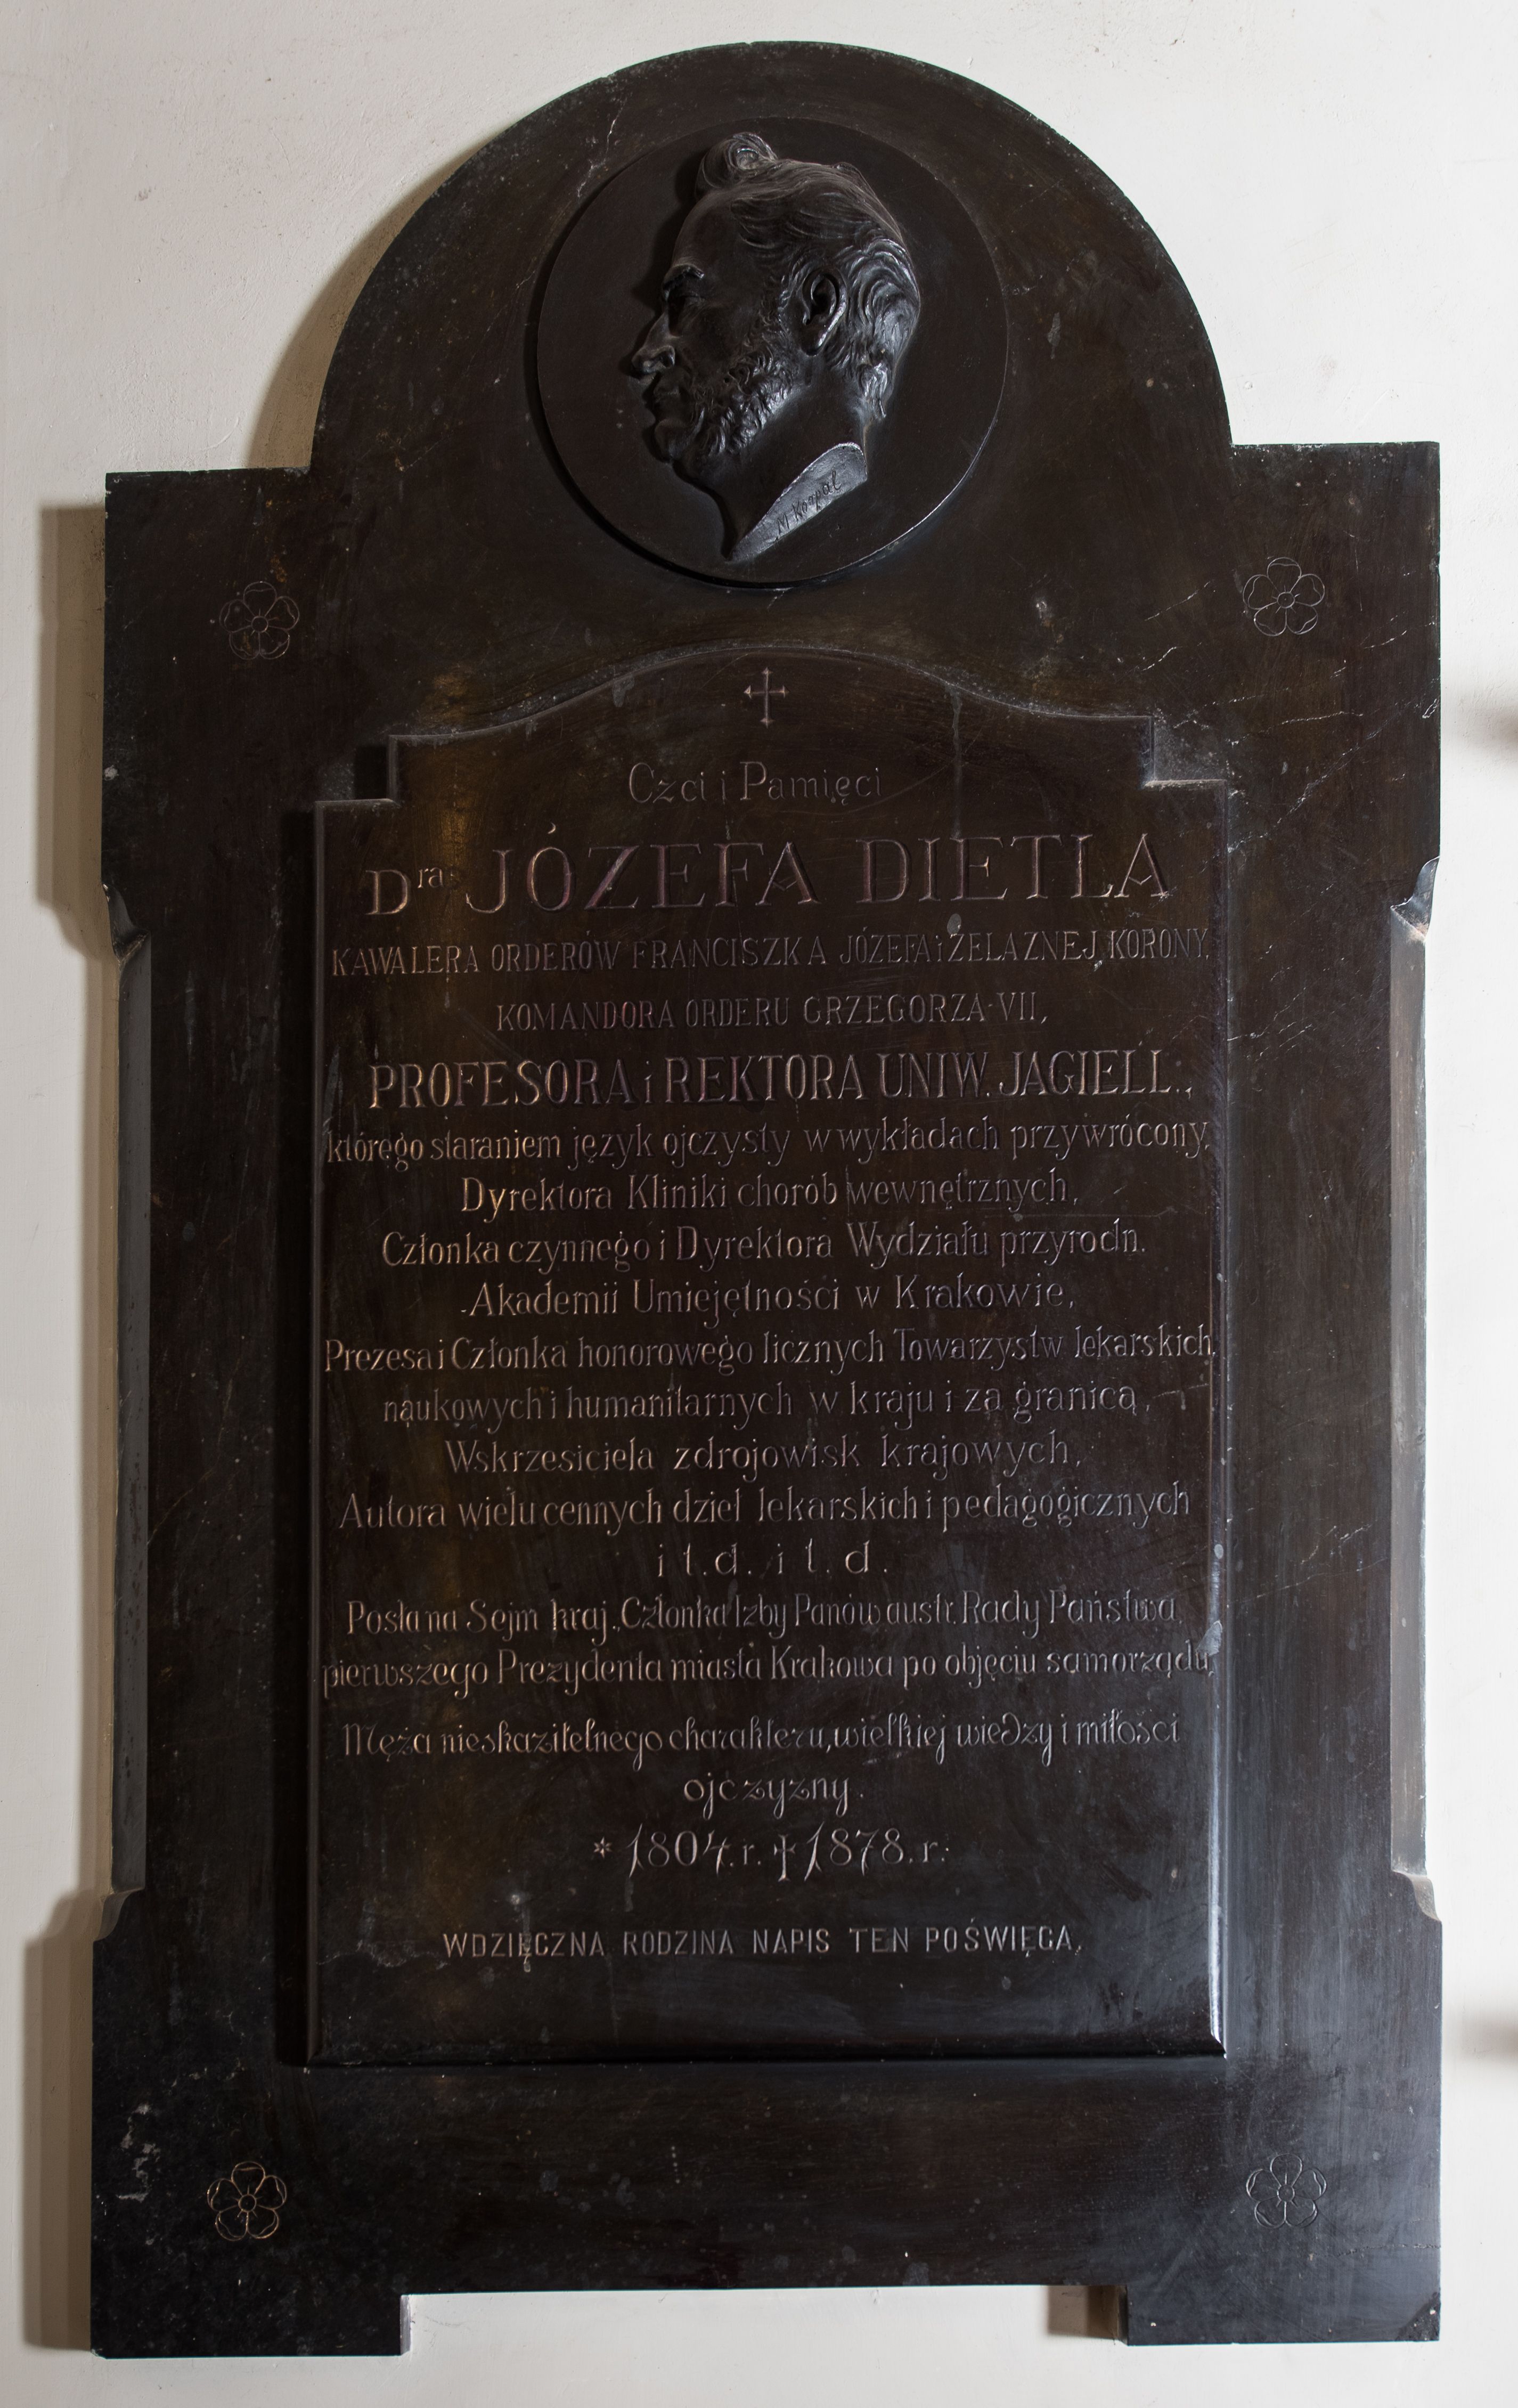 M Korpal
Czci i Pamięci
Dra JÓZEFA DIETLA
KAWALERA ORDERÓW FRANCISZKA JÓZEFA i ŻELAZNEJ KORONY,
KOMANDORA ORDERU GRZEGORZA·VII,
PROFESORA i REKTORA UNIW. JAGIELL.,
którego staraniem język ojczysty w wykładach przywrócony,
Dyrektora Kliniki chorób wewnętrznych,
Członka czynnego i Dyrektora Wydziału przyrodn.
Akademii Umiejętności w Krakowie,
Prezesa i Członka honorowego licznych Towarzystw lekarskich,
naukowych i humanitarnych w kraju i za granicą,
Wskrzesiciela zdrojowisk krajowych,
Autora wielu cennych dzieł lekarskich i pedagogicznych
i t.d. i t.d.
Posła na Sejm kraj., Członka Izby Panów austr. Rady Państwa,
pierwszego Prezydenta miasta Krakowa po objęciu samorządu,
Męża nieskazitelnego charakteru, wielkiej wiedzy i miłości
ojczyzny.
* 1804. r. † 1878. r.
WDZIĘCZNA RODZINA NAPIS TEN POŚWIĘCA,